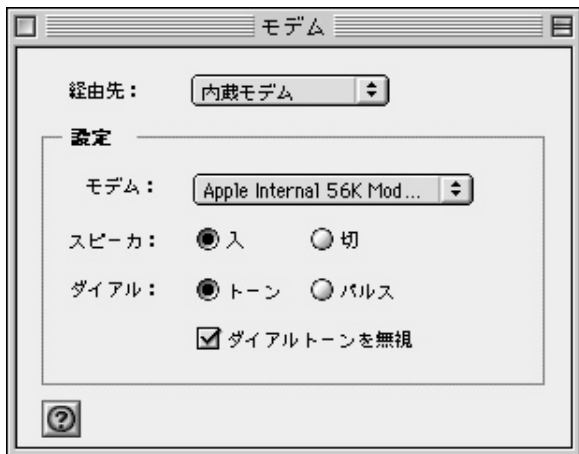 モデム
経由先： 内蔵モデム
設定
モデム： Apple Internal 56K Mod...
スピーカ： 入 切
ダイアル： トーン パルス
ダイアルトーンを無視
?